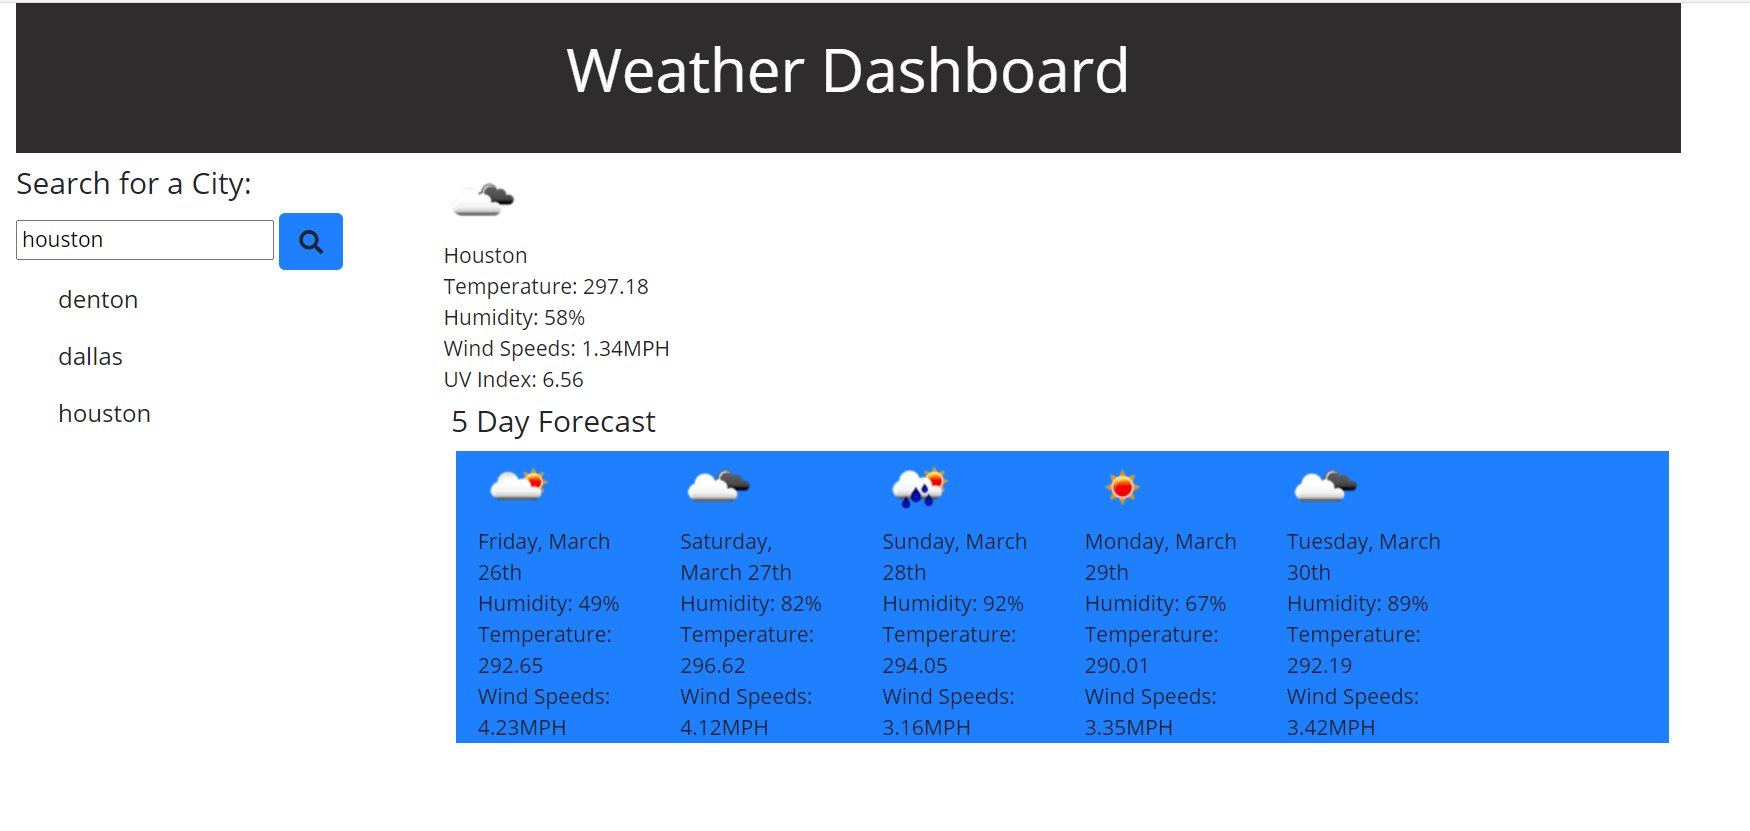 Weather Dashboard
Search for a City:
houston
denton
dallas
houston
Houston
Temperature: 297.18
Humidity: 58%
Wind Speeds: 1.34MPH
UV Index: 6.56
5 Day Forecast
Friday, March
26th
Humidity: 49%
Temperature:
292.65
Wind Speeds:
4.23MPH
Saturday,
March 27th
Humidity: 82%
Temperature:
296.62
Wind Speeds:
4.12MPH
Sunday, March
28th
Humidity: 92%
Temperature:
294.05
Wind Speeds:
3.16MPH
Monday, March
29th
Humidity: 67%
Temperature:
290.01
Wind Speeds:
3.35MPH
Tuesday, March
30th
Humidity: 89%
Temperature:
292.19
Wind Speeds:
3.42MPH